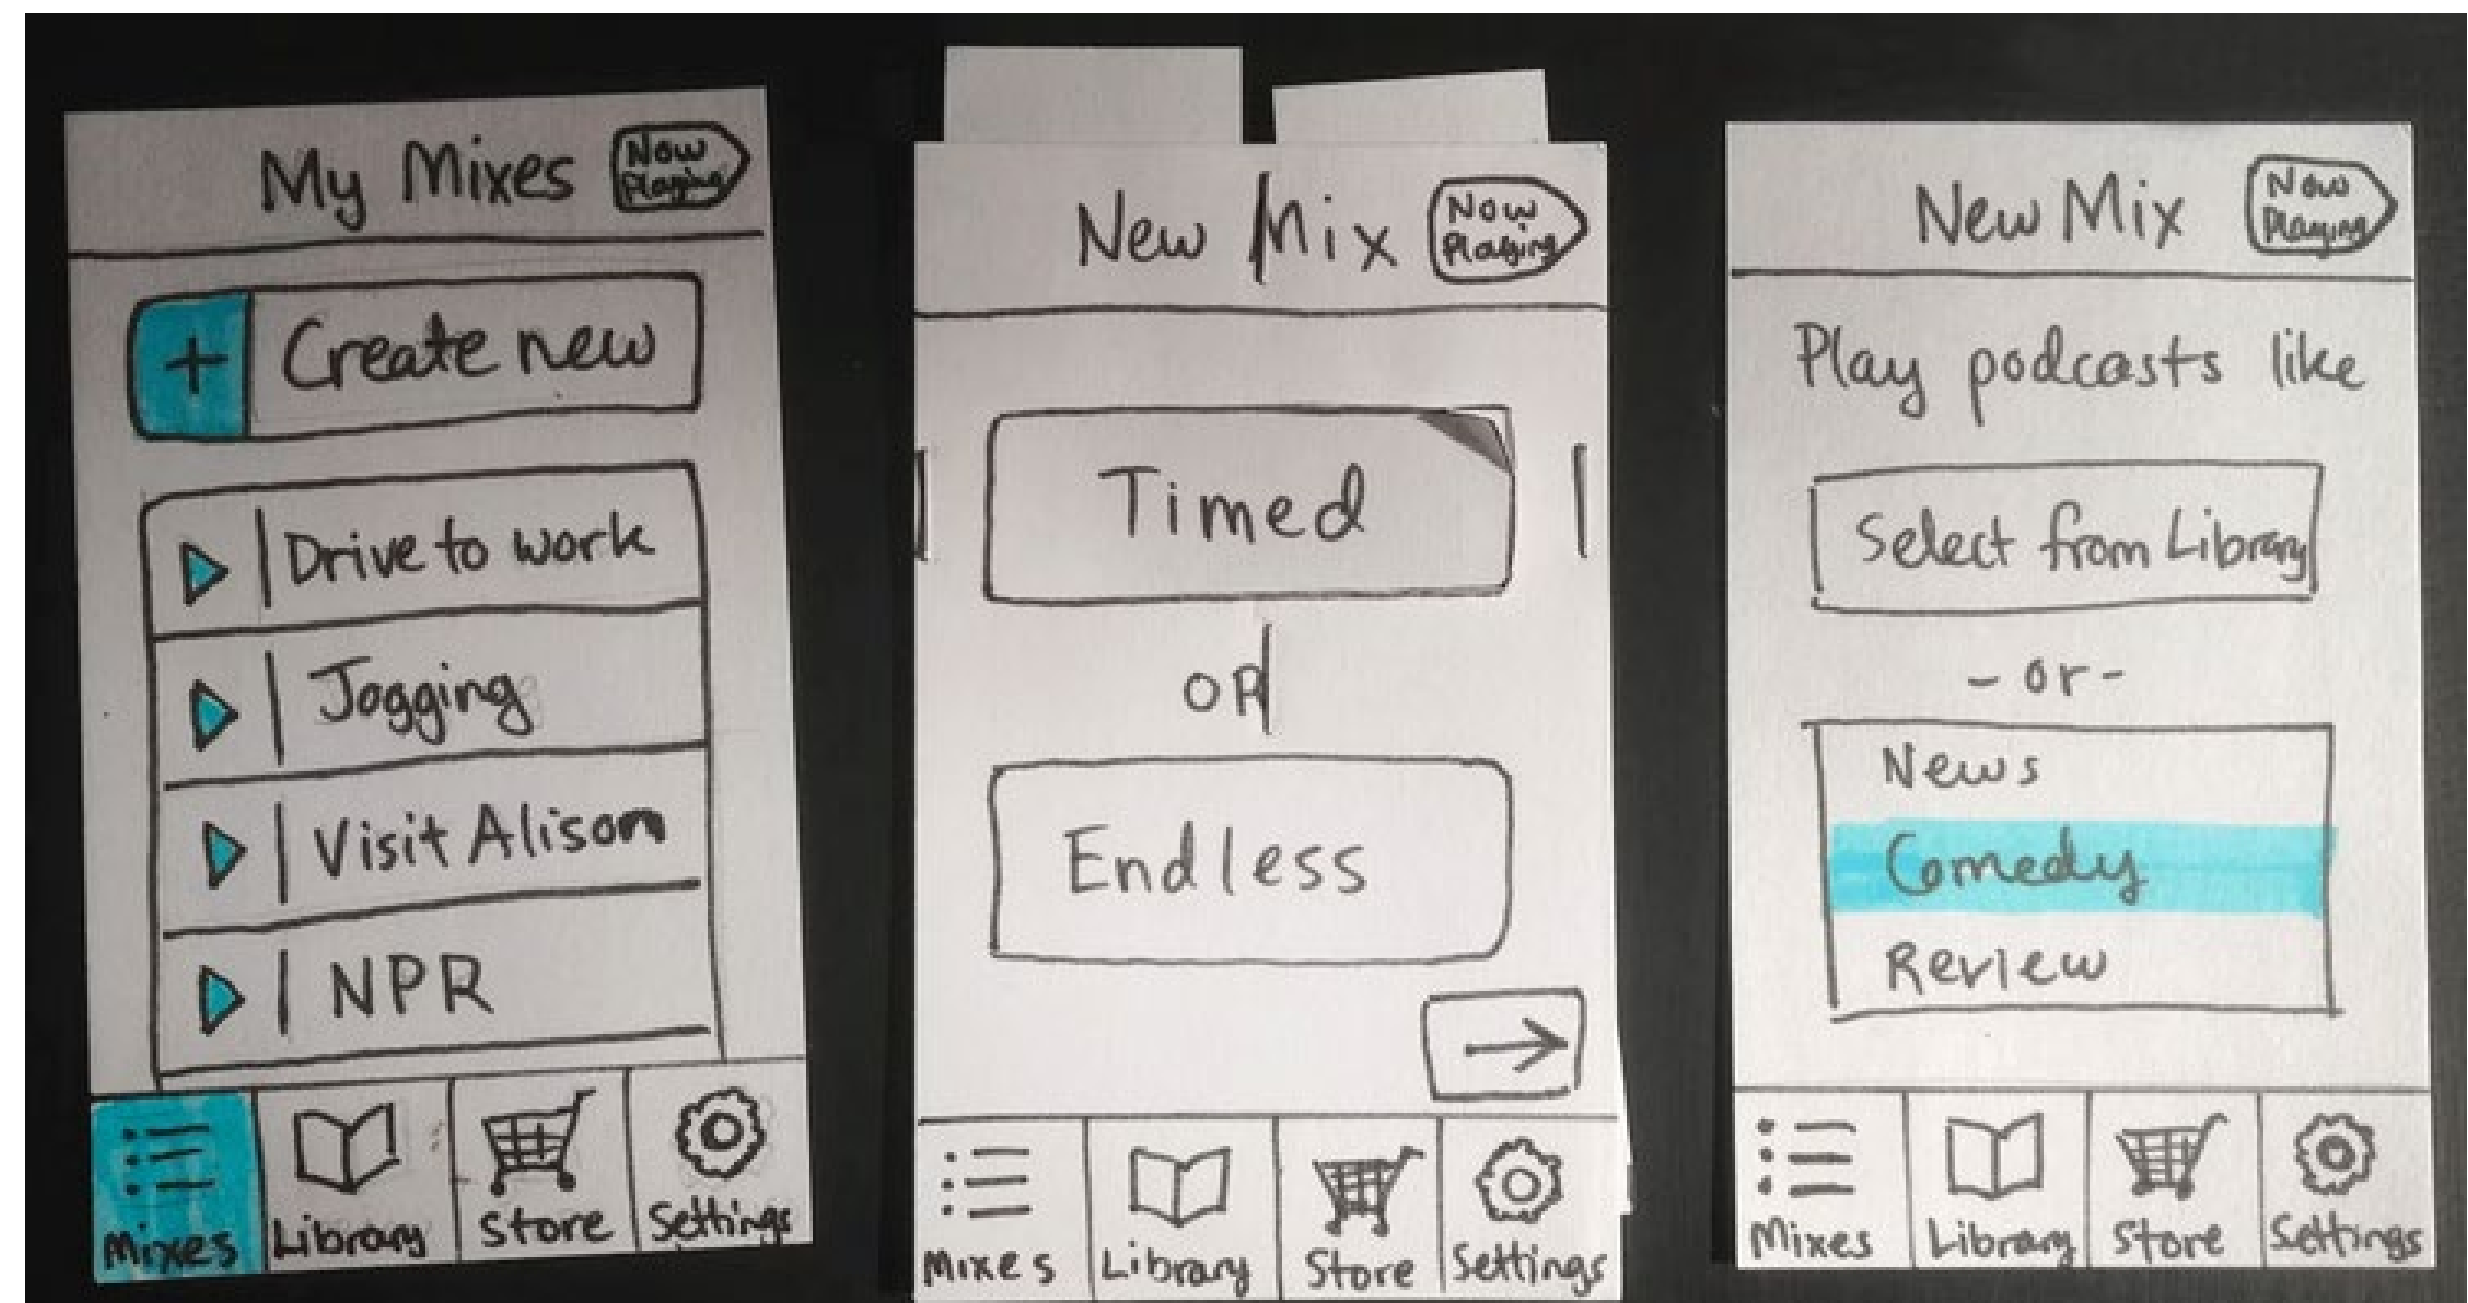 My Mixes
Now
Playing
+ Create new
Drive to work
Jogging
Visit Alison
NPR
Mixes
Library
Store
Settings
New Mix
Now
Playing
Timed
OR
Endless
Mixes
Library
Store
Settings
New Mix
Now
Playing
Play podcasts like
Select from Library
- or -
News
Comedy
Review
Mixes
Library
Store
Settings